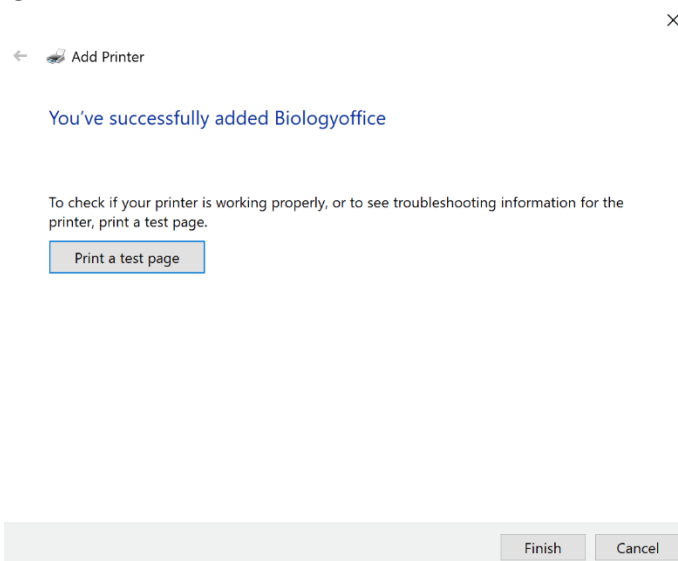 Add Printer
You've successfully added Biologyoffice
To check if your printer is working properly, or to see troubleshooting information for the
printer, print a test page.
Print a test page
Finish
Cancel